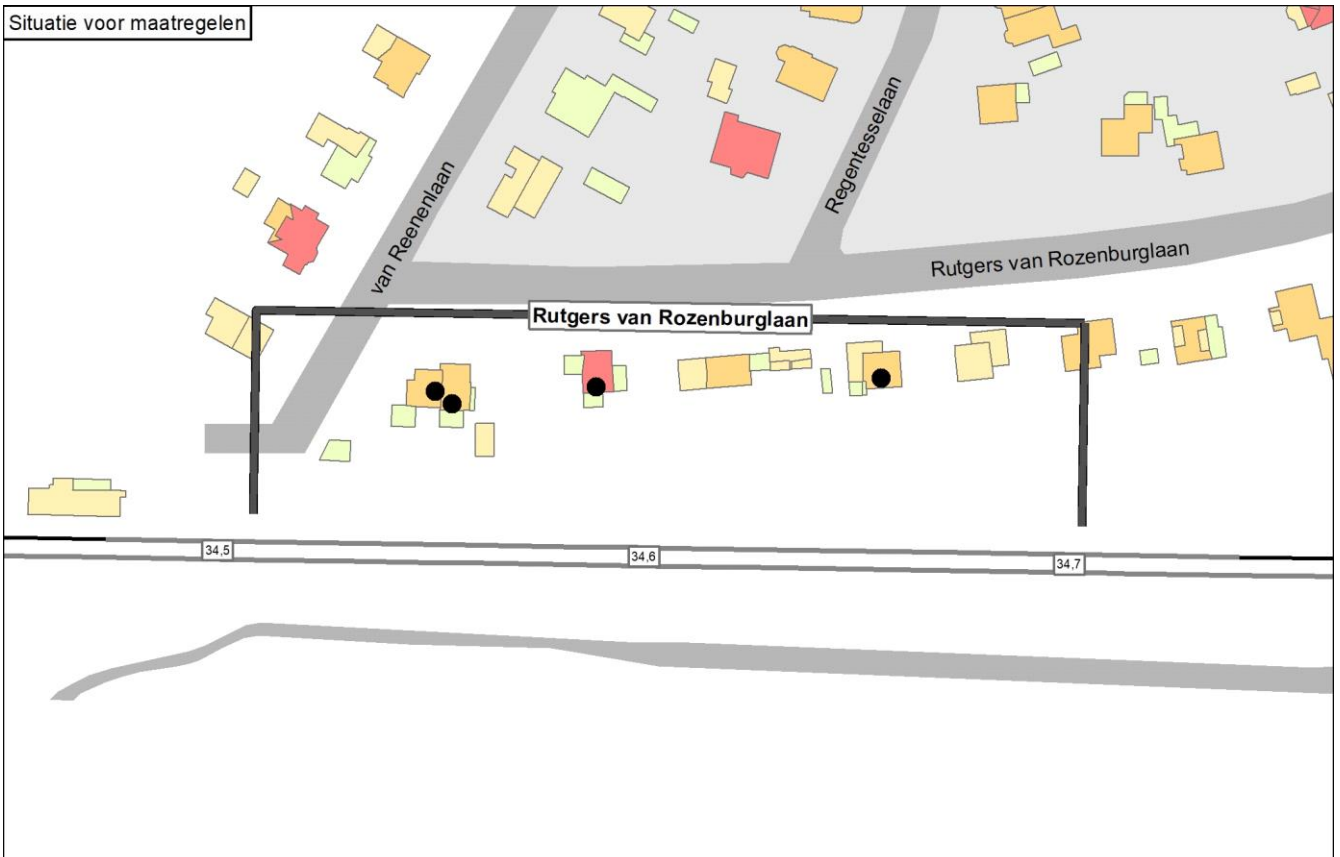 Situatie voor maatregelen
van Reenenlaan
Regentesselaan
Rutgers van Rozenburglaan
Rutgers van Rozenburglaan
34,5
34,6
34,7